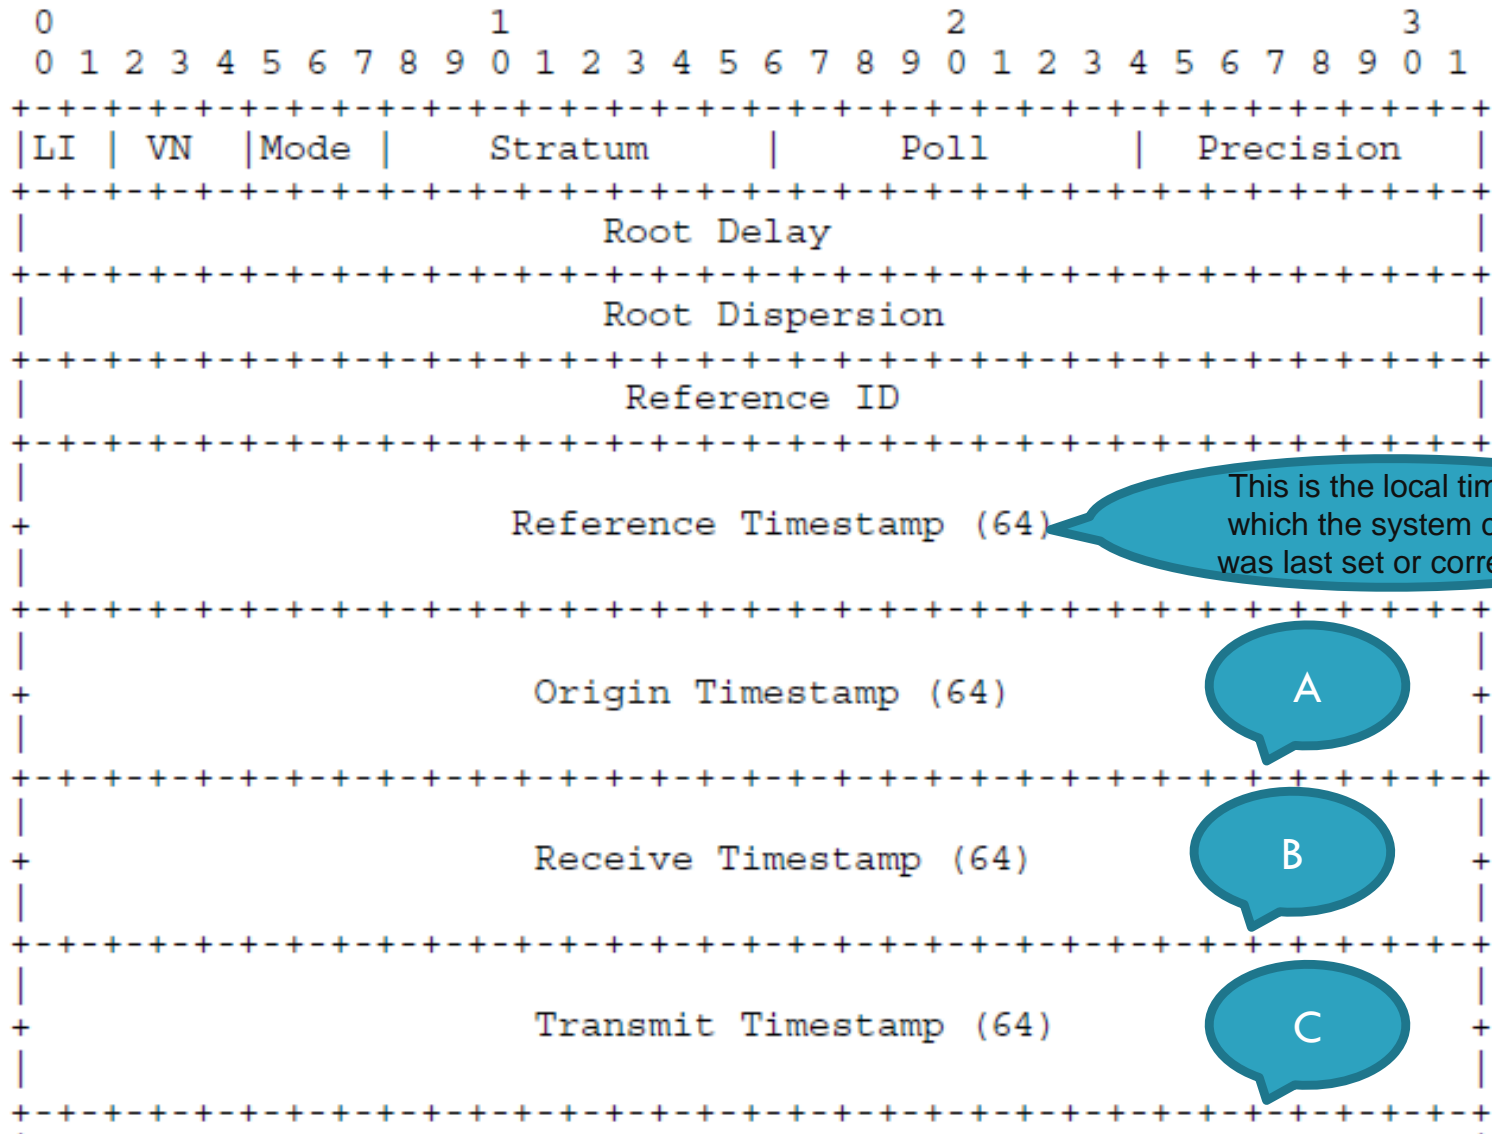 0 1 2 3
0 1 2 3 4 5 6 7 8 9 0 1 2 3 4 5 6 7 8 9 0 1 2 3 4 5 6 7 8 9 0 1
+-+-+-+-+-+-+-+-+-+-+-+-+-+-+-+-+-+-+-+-+-+-+-+-+-+-+-+-+-+-+-+-+
|LI | VN |Mode | Stratum | Poll | Precision |
+-+-+-+-+-+-+-+-+-+-+-+-+-+-+-+-+-+-+-+-+-+-+-+-+-+-+-+-+-+-+-+-+
| Root Delay |
+-+-+-+-+-+-+-+-+-+-+-+-+-+-+-+-+-+-+-+-+-+-+-+-+-+-+-+-+-+-+-+-+
| Root Dispersion |
+-+-+-+-+-+-+-+-+-+-+-+-+-+-+-+-+-+-+-+-+-+-+-+-+-+-+-+-+-+-+-+-+
| Reference ID |
+-+-+-+-+-+-+-+-+-+-+-+-+-+-+-+-+-+-+-+-+-+-+-+-+-+-+-+-+-+-+-+-+
|
+ Reference Timestamp (64)
|
This is the local
which the system
was last set or
+-+-+-+-+-+-+-+-+-+-+-+-+-+-+-+-+-+-+-+-+-+-+-+-+-+-+-+-+-+-+-+-+
| |
+ Origin Timestamp (64) A +
| |
+-+-+-+-+-+-+-+-+-+-+-+-+-+-+-+-+-+-+-+-+-+-+-+-+-+-+-+-+-+-+-+-+
| |
+ Receive Timestamp (64) B +
| |
+-+-+-+-+-+-+-+-+-+-+-+-+-+-+-+-+-+-+-+-+-+-+-+-+-+-+-+-+-+-+-+-+
| |
+ Transmit Timestamp (64) C +
| |
+-+-+-+-+-+-+-+-+-+-+-+-+-+-+-+-+-+-+-+-+-+-+-+-+-+-+-+-+-+-+-+-+